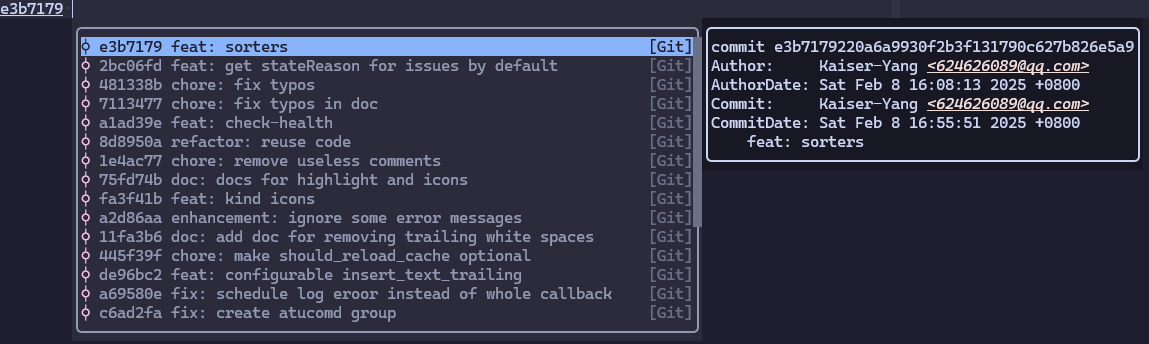 e3b7179
e3b7179 feat: sorters [Git]
2bc06fd feat: get stateReason for issues by default [Git]
481338b chore: fix typos [Git]
7113477 chore: fix typos in doc [Git]
a1ad39e feat: check-health [Git]
8d8950a refactor: reuse code [Git]
1e4ac77 chore: remove useless comments [Git]
75fd74b doc: docs for highlight and icons [Git]
fa3f41b feat: kind icons [Git]
a2d86aa enhancement: ignore some error messages [Git]
11fa3b6 doc: add doc for removing trailing white spaces [Git]
445f39f chore: make should_reload_cache optional [Git]
de96bc2 feat: configurable insert_text_trailing [Git]
a69580e fix: schedule log eroor instead of whole callback [Git]
c6ad2fa fix: create atucomd group [Git]
commit e3b7179220a6a9930f2b3f131790c627b826e5a9
Author: Kaiser-Yang <624626089@qq.com>
AuthorDate: Sat Feb 8 16:08:13 2025 +0800
Commit: Kaiser-Yang <624626089@qq.com>
CommitDate: Sat Feb 8 16:55:51 2025 +0800
feat: sorters